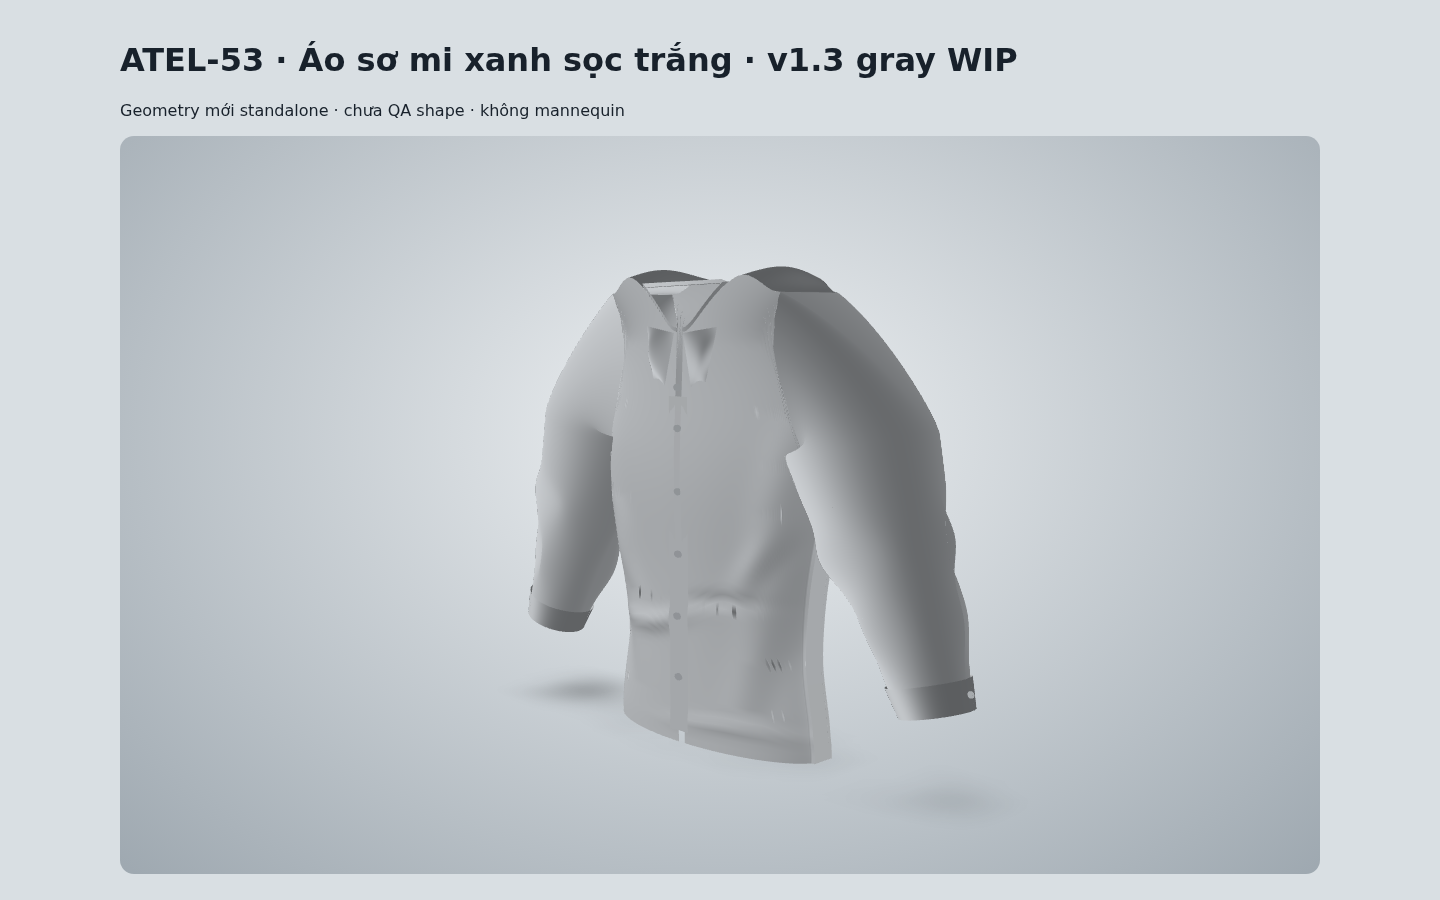 ATEL-53 · Áo sơ mi xanh sọc trắng · v1.3 gray WIP
Geometry mới standalone · chưa QA shape · không mannequin